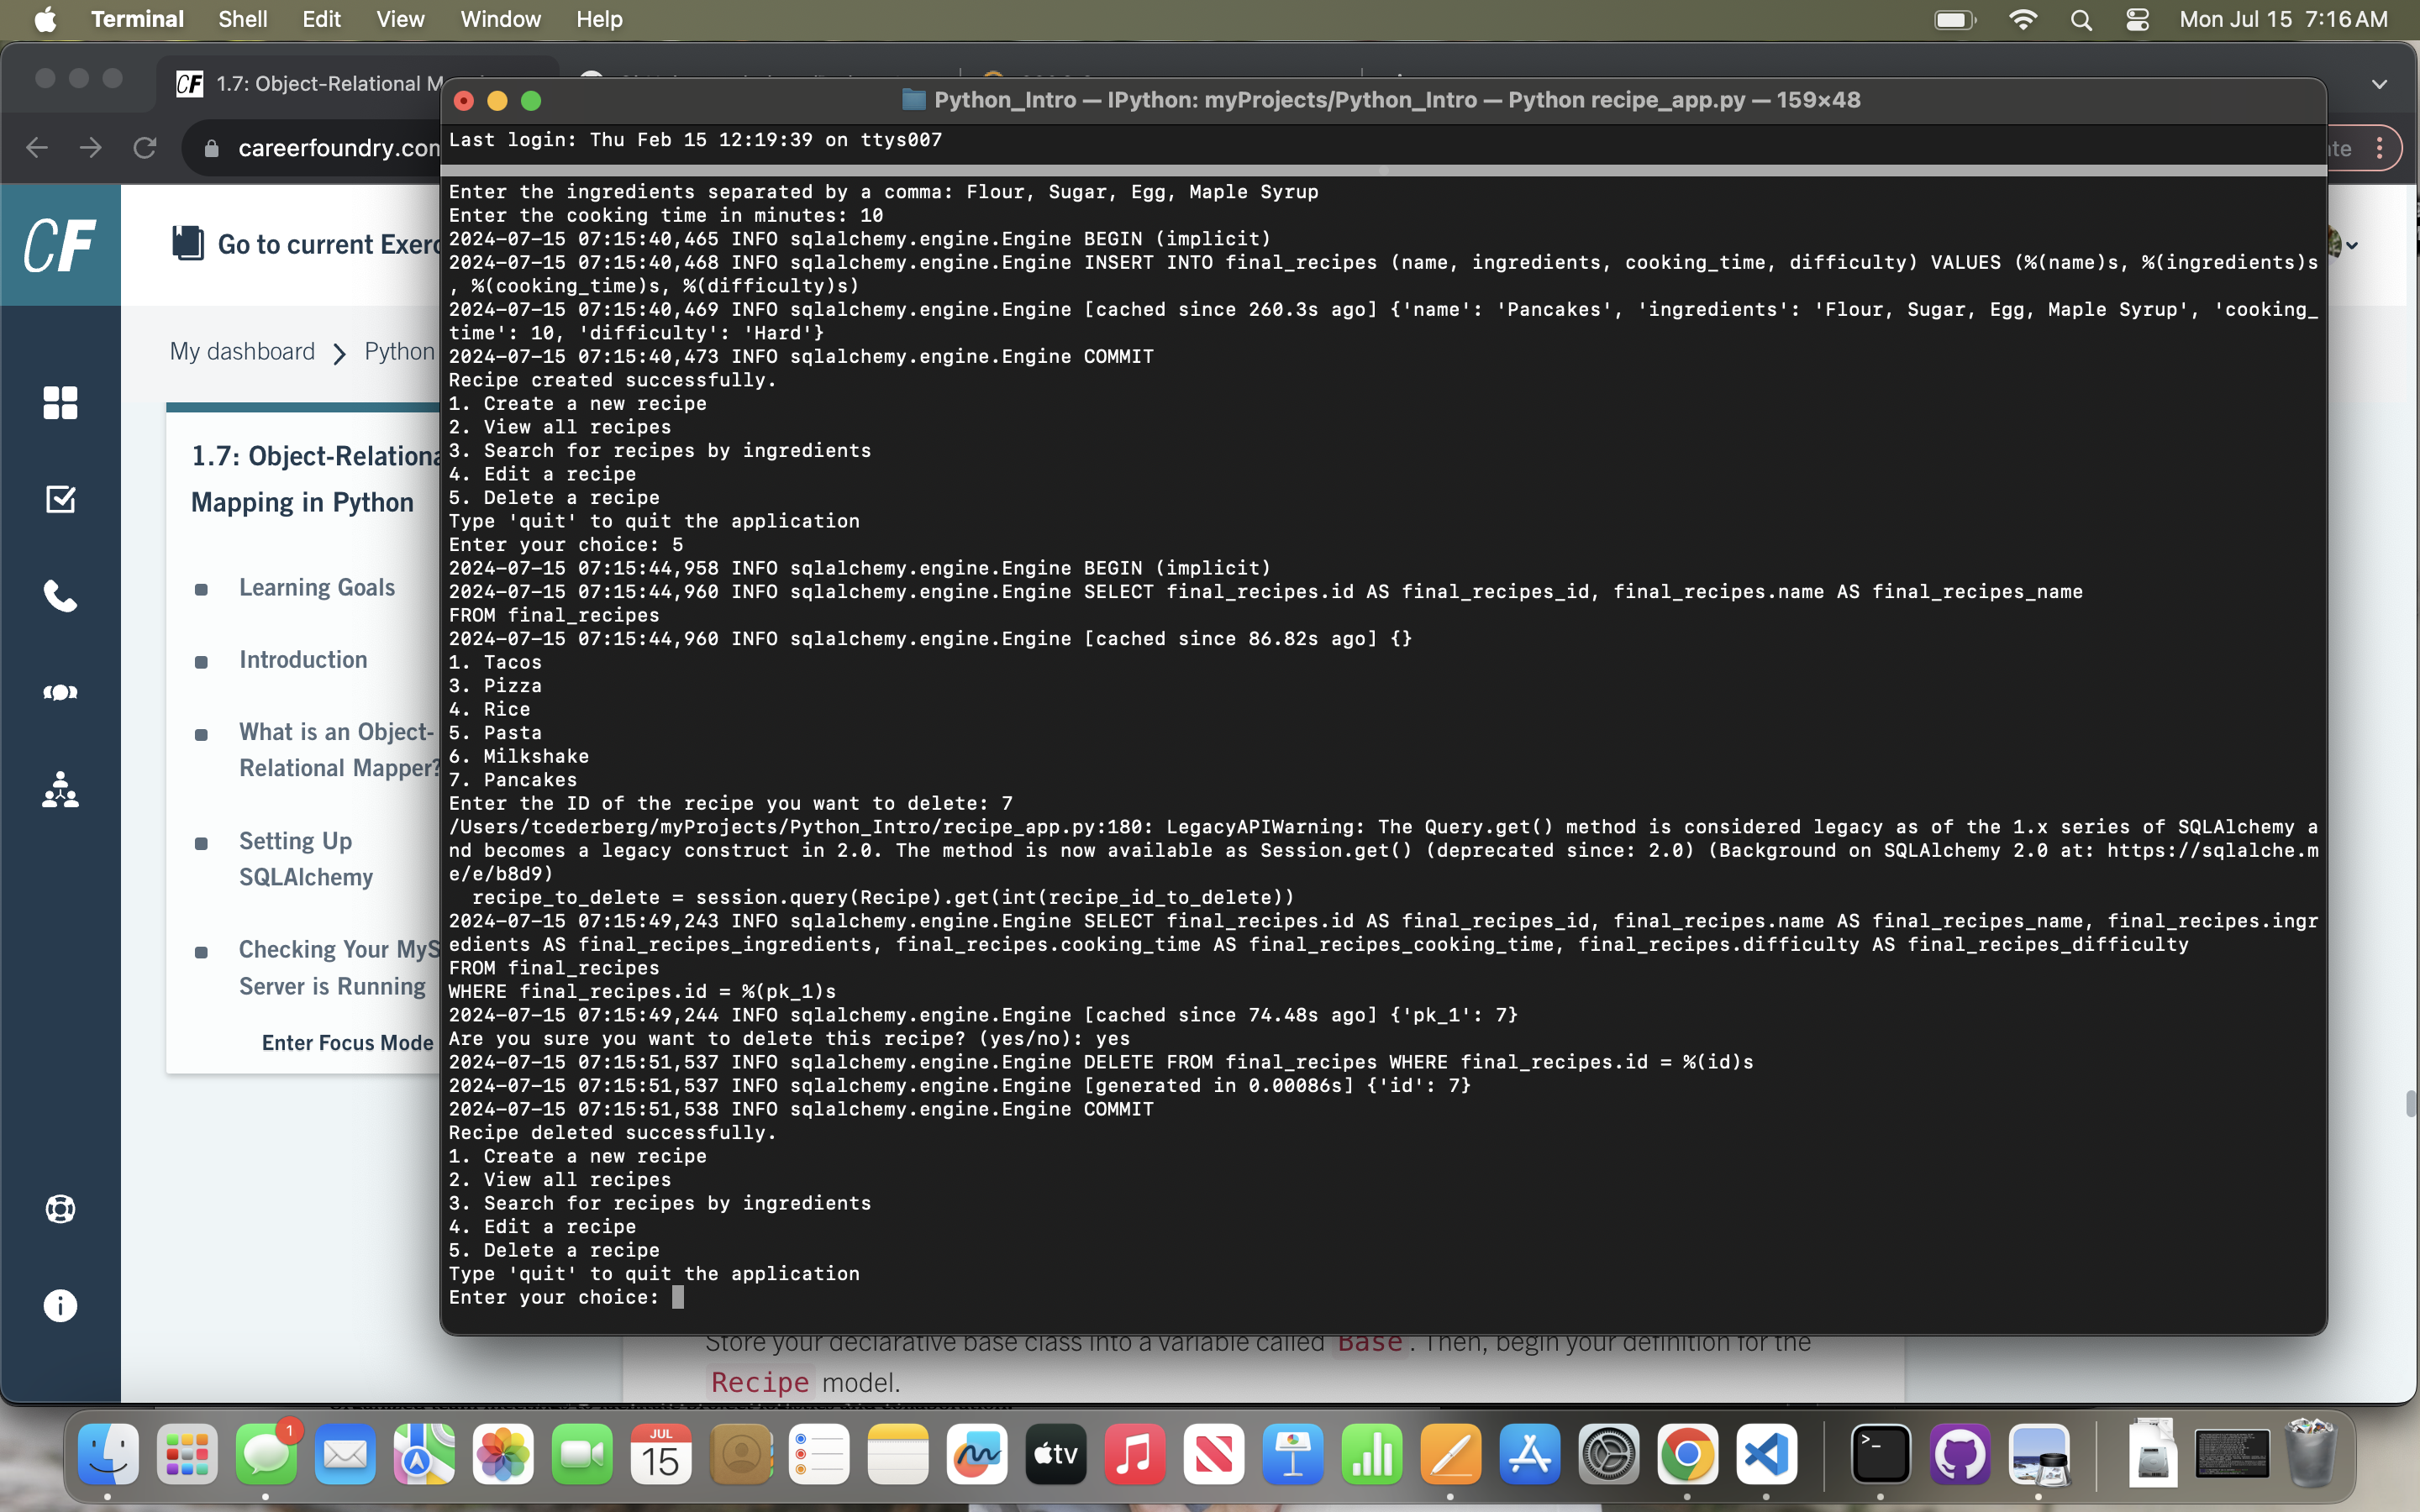 Terminal Shell Edit View Window Help Mon Jul 15 7:16 AM
CF 1.7: Object-Relational M
Python_Intro — IPython: myProjects/Python_Intro — Python recipe_app.py — 159×48
careerfoundry.com
CF
Go to current Exerc
My dashboard > Python
1.7: Object-Relational
Mapping in Python
Learning Goals
Introduction
What is an Object-
Relational Mapper?
Setting Up
SQLAlchemy
Checking Your MyS
Server is Running
Enter Focus Mode
Last login: Thu Feb 15 12:19:39 on ttys007
Enter the ingredients separated by a comma: Flour, Sugar, Egg, Maple Syrup
Enter the cooking time in minutes: 10
2024-07-15 07:15:40,465 INFO sqlalchemy.engine.Engine BEGIN (implicit)
2024-07-15 07:15:40,468 INFO sqlalchemy.engine.Engine INSERT INTO final_recipes (name, ingredients, cooking_time, difficulty) VALUES (%(name)s, %(ingredients)s
, %(cooking_time)s, %(difficulty)s)
2024-07-15 07:15:40,469 INFO sqlalchemy.engine.Engine [cached since 260.3s ago] {'name': 'Pancakes', 'ingredients': 'Flour, Sugar, Egg, Maple Syrup', 'cooking_
time': 10, 'difficulty': 'Hard'}
2024-07-15 07:15:40,473 INFO sqlalchemy.engine.Engine COMMIT
Recipe created successfully.
1. Create a new recipe
2. View all recipes
3. Search for recipes by ingredients
4. Edit a recipe
5. Delete a recipe
Type 'quit' to quit the application
Enter your choice: 5
2024-07-15 07:15:44,958 INFO sqlalchemy.engine.Engine BEGIN (implicit)
2024-07-15 07:15:44,960 INFO sqlalchemy.engine.Engine SELECT final_recipes.id AS final_recipes_id, final_recipes.name AS final_recipes_name
FROM final_recipes
2024-07-15 07:15:44,960 INFO sqlalchemy.engine.Engine [cached since 86.82s ago] {}
1. Tacos
3. Pizza
4. Rice
5. Pasta
6. Milkshake
7. Pancakes
Enter the ID of the recipe you want to delete: 7
/Users/tcederberg/myProjects/Python_Intro/recipe_app.py:180: LegacyAPIWarning: The Query.get() method is considered legacy as of the 1.x series of SQLAlchemy a
nd becomes a legacy construct in 2.0. The method is now available as Session.get() (deprecated since: 2.0) (Background on SQLAlchemy 2.0 at: https://sqlalche.m
e/e/b8d9)
recipe_to_delete = session.query(Recipe).get(int(recipe_id_to_delete))
2024-07-15 07:15:49,243 INFO sqlalchemy.engine.Engine SELECT final_recipes.id AS final_recipes_id, final_recipes.name AS final_recipes_name, final_recipes.ingr
edients AS final_recipes_ingredients, final_recipes.cooking_time AS final_recipes_cooking_time, final_recipes.difficulty AS final_recipes_difficulty
FROM final_recipes
WHERE final_recipes.id = %(pk_1)s
2024-07-15 07:15:49,244 INFO sqlalchemy.engine.Engine [cached since 74.48s ago] {'pk_1': 7}
Are you sure you want to delete this recipe? (yes/no): yes
2024-07-15 07:15:51,537 INFO sqlalchemy.engine.Engine DELETE FROM final_recipes WHERE final_recipes.id = %(id)s
2024-07-15 07:15:51,537 INFO sqlalchemy.engine.Engine [generated in 0.00086s] {'id': 7}
2024-07-15 07:15:51,538 INFO sqlalchemy.engine.Engine COMMIT
Recipe deleted successfully.
1. Create a new recipe
2. View all recipes
3. Search for recipes by ingredients
4. Edit a recipe
5. Delete a recipe
Type 'quit' to quit the application
Enter your choice:
Store your declarative base class into a variable called Base. Then, begin your definition for the
Recipe model.
1
JUL
15
tv